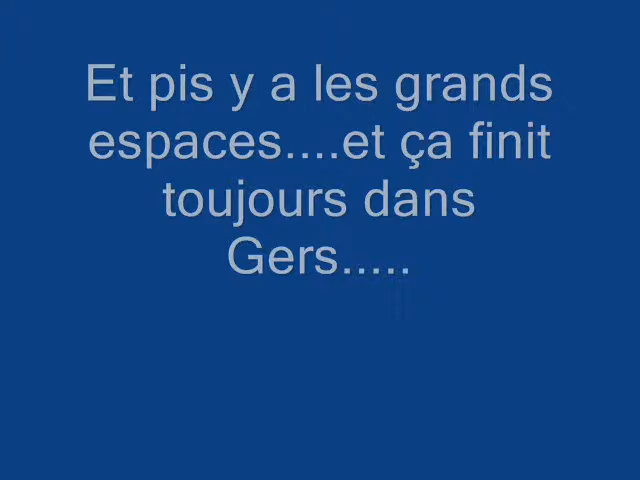 Et pis y a les grands
espaces....et ça finit
toujours dans
Gers.....